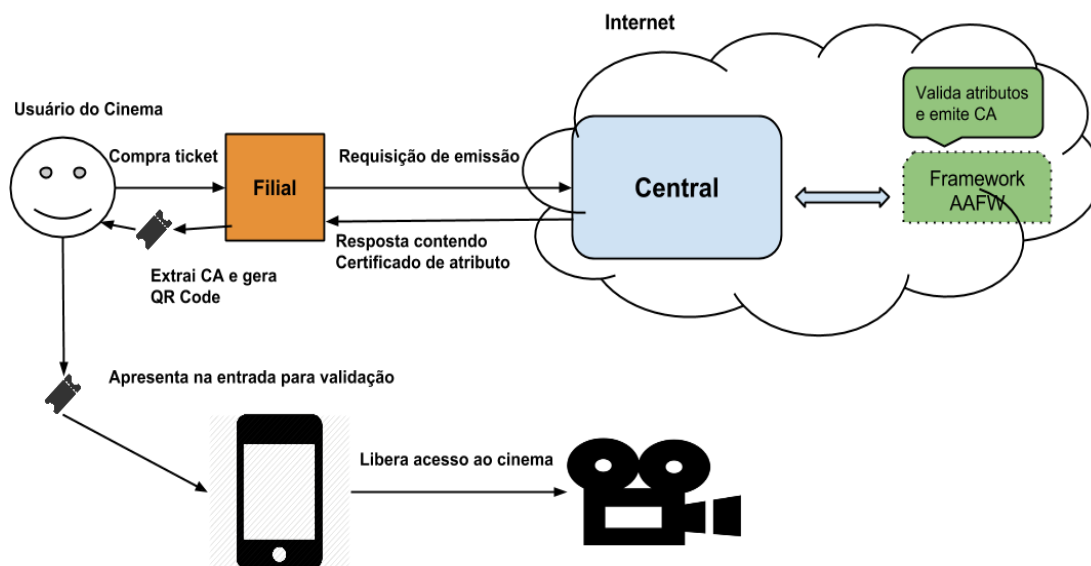 Internet
Usuário do Cinema
Valida atributos
e emite CA
Compra ticket
Filial
Requisição de emissão
Central
Framework
AAFW
Resposta contendo
Certificado de atributo
Extrai CA e gera
QR Code
Apresenta na entrada para validação
Libera acesso ao cinema